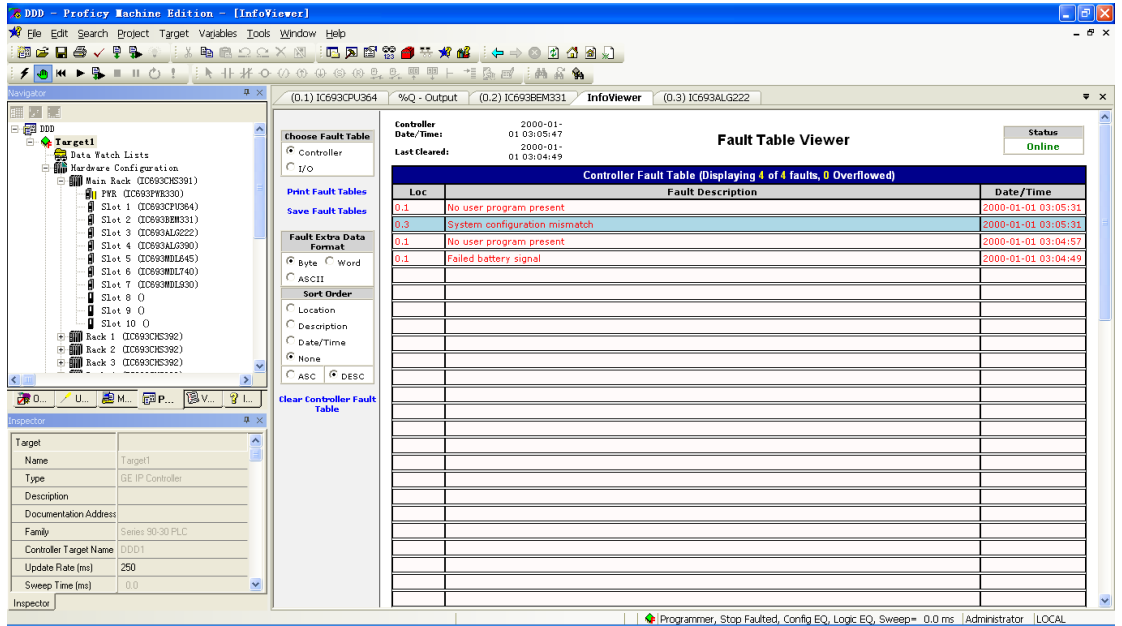 DDD - Proficy Machine Edition - [InfoViewer]
File Edit Search Project Target Variables Tools Window Help
Navigator
DDD
Target1
Data Watch Lists
Hardware Configuration
Main Rack (IC693CHS391)
PWR (IC693PWR330)
Slot 1 (IC693CPU364)
Slot 2 (IC693BEM331)
Slot 3 (IC693ALG222)
Slot 4 (IC693ALG390)
Slot 5 (IC693MDL645)
Slot 6 (IC693MDL740)
Slot 7 (IC693MDL930)
Slot 8 ()
Slot 9 ()
Slot 10 ()
Rack 1 (IC693CHS392)
Rack 2 (IC693CHS392)
Rack 3 (IC693CHS392)
O... U... M... P... V... I...
Inspector
Target
Name Target1
Type GE IP Controller
Description
Documentation Address
Family Series 90-30 PLC
Controller Target Name DDD1
Update Rate (ms) 250
Sweep Time (ms) 0.0
Inspector
(0.1) IC693CPU364 %Q - Output (0.2) IC693BEM331 InfoViewer (0.3) IC693ALG222
Choose Fault Table
Controller
I/O
Print Fault Tables
Save Fault Tables
Fault Extra Data
Format
Byte Word
ASCII
Sort Order
Location
Description
Date/Time
None
ASC DESC
Clear Controller Fault
Table
Controller
Date/Time:
2000-01-
01 03:05:47
Last Cleared:
2000-01-
01 03:04:49
Fault Table Viewer
Status
Online
Controller Fault Table (Displaying 4 of 4 faults, 0 Overflowed)
Loc Fault Description Date/Time
0.1 No user program present 2000-01-01 03:05:31
0.3 System configuration mismatch 2000-01-01 03:05:31
0.1 No user program present 2000-01-01 03:04:57
0.1 Failed battery signal 2000-01-01 03:04:49
Programmer, Stop Faulted, Config EQ, Logic EQ, Sweep= 0.0 ms Administrator LOCAL